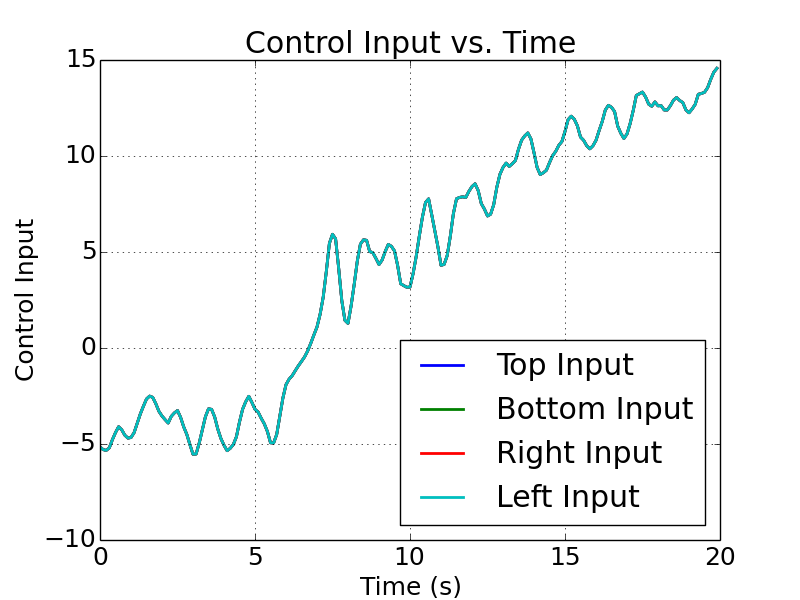 Control Input vs. Time
15
10
5
0
−5
−10
Control Input
Top Input
Bottom Input
Right Input
Left Input
0 5 10 15 20
Time (s)